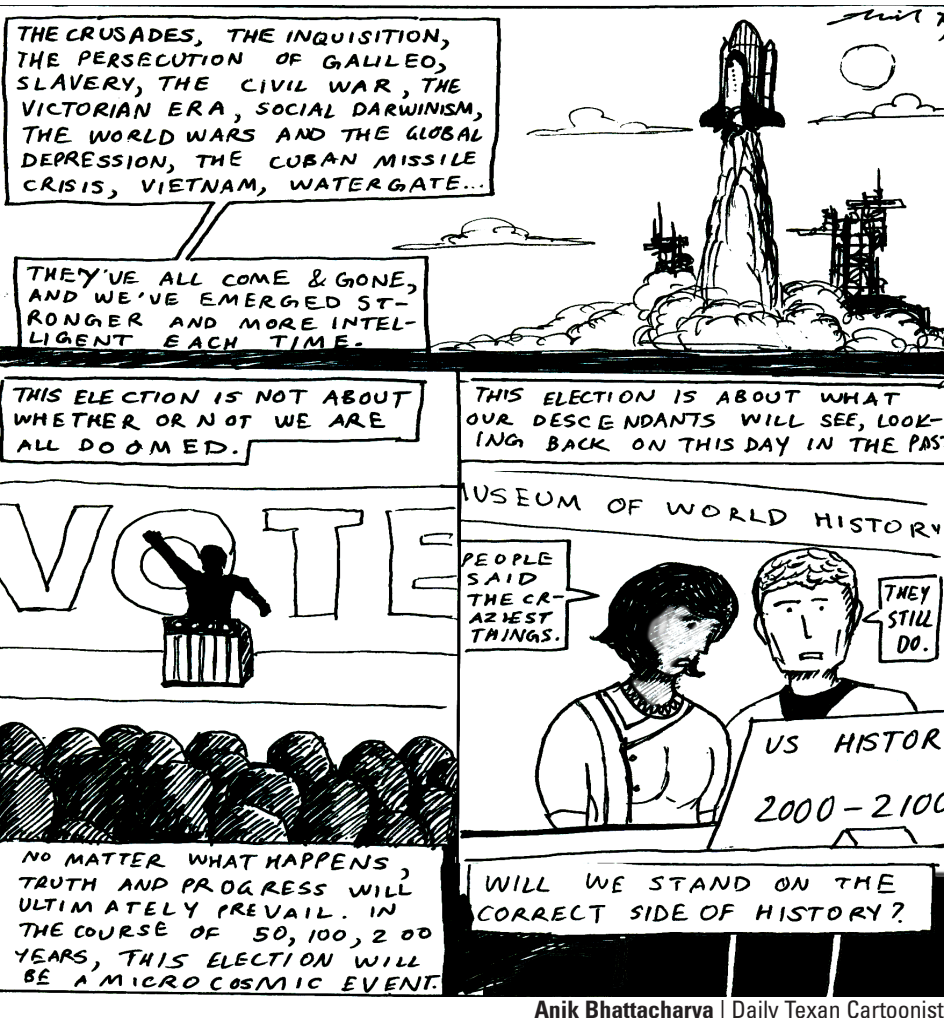 THE CRUSADES, THE INQUISITION,
THE PERSECUTION OF GALILEO,
SLAVERY, THE CIVIL WAR, THE
VICTORIAN ERA, SOCIAL DARWINISM,
THE WORLD WARS AND THE GLOBAL
DEPRESSION, THE CUBAN MISSILE
CRISIS, VIETNAM, WATERGATE...
THEY'VE ALL COME & GONE,
AND WE'VE EMERGED ST-
RONGER AND MORE INTEL-
LIGENT EACH TIME.
THIS ELECTION IS NOT ABOUT
WHETHER OR NOT WE ARE
ALL DOOMED.
VOTE
NO MATTER WHAT HAPPENS,
TRUTH AND PROGRESS WILL
ULTIMATELY PREVAIL. IN
THE COURSE OF 50, 100, 200
YEARS, THIS ELECTION WILL
BE A MICROCOSMIC EVENT.
THIS ELECTION IS ABOUT WHAT
OUR DESCENDANTS WILL SEE, LOOK-
ING BACK ON THIS DAY IN THE PAST
MUSEUM OF WORLD HISTORY
PEOPLE
SAID
THE CR-
AZIEST
THINGS.
THEY
STILL
DO.
US HISTOR
2000-2100
WILL WE STAND ON THE
CORRECT SIDE OF HISTORY?
Anik Bhattacharya | Daily Texan Cartoonist